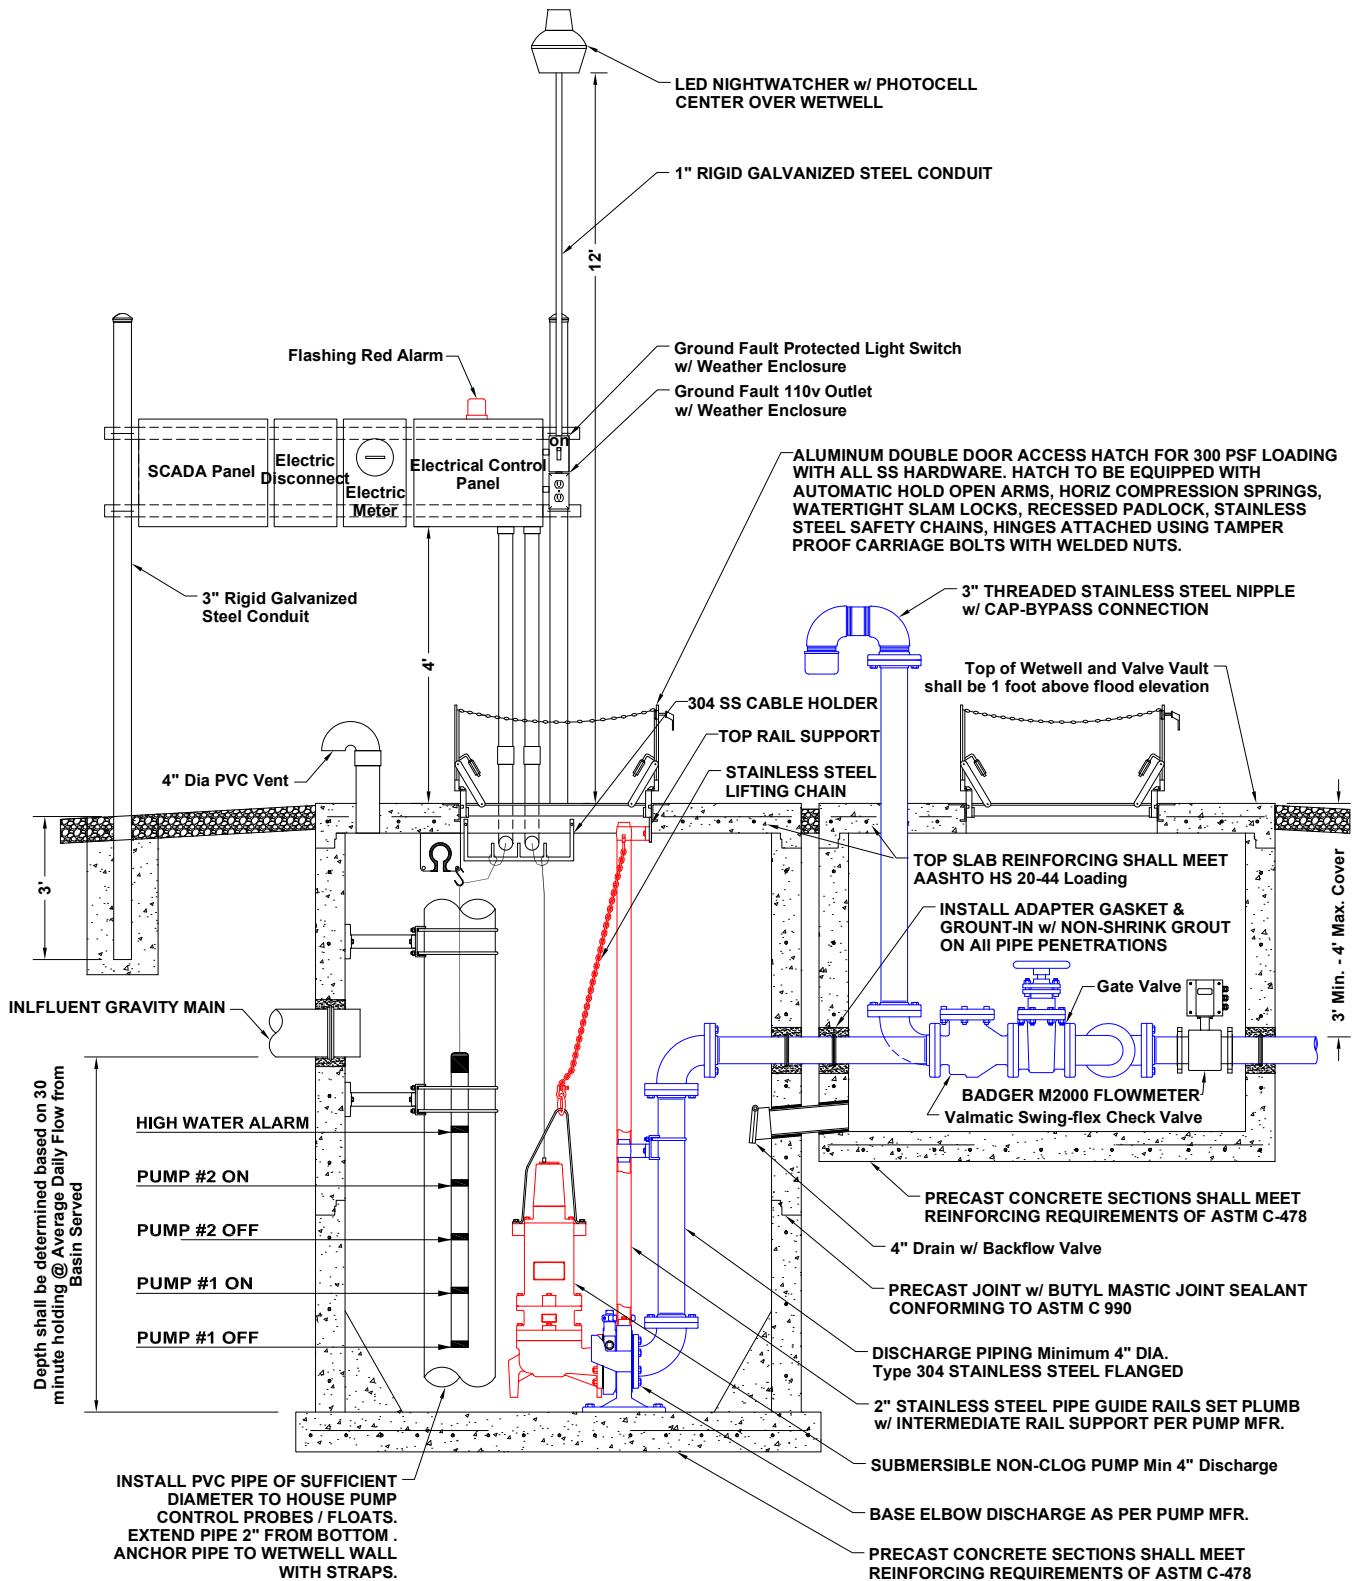 LED NIGHTWATCHER w/ PHOTOCELL
CENTER OVER WETWELL
1" RIGID GALVANIZED STEEL CONDUIT
12'
Flashing Red Alarm
Ground Fault Protected Light Switch
w/ Weather Enclosure
Ground Fault 110v Outlet
w/ Weather Enclosure
on
SCADA Panel
Electric
Disconnect
Electric
Meter
Electrical Control
Panel
ALUMINUM DOUBLE DOOR ACCESS HATCH FOR 300 PSF LOADING
WITH ALL SS HARDWARE. HATCH TO BE EQUIPPED WITH
AUTOMATIC HOLD OPEN ARMS, HORIZ COMPRESSION SPRINGS,
WATERTIGHT SLAM LOCKS, RECESSED PADLOCK, STAINLESS
STEEL SAFETY CHAINS, HINGES ATTACHED USING TAMPER
PROOF CARRIAGE BOLTS WITH WELDED NUTS.
3" Rigid Galvanized
Steel Conduit
3" THREADED STAINLESS STEEL NIPPLE
w/ CAP-BYPASS CONNECTION
4'
Top of Wetwell and Valve Vault
shall be 1 foot above flood elevation
304 SS CABLE HOLDER
TOP RAIL SUPPORT
4" Dia PVC Vent
STAINLESS STEEL
LIFTING CHAIN
3'
TOP SLAB REINFORCING SHALL MEET
AASHTO HS 20-44 Loading
INSTALL ADAPTER GASKET &
GROUNT-IN w/ NON-SHRINK GROUT
ON All PIPE PENETRATIONS
3' Min. - 4' Max. Cover
Gate Valve
INLFLUENT GRAVITY MAIN
BADGER M2000 FLOWMETER
Valmatic Swing-flex Check Valve
HIGH WATER ALARM
PUMP #2 ON
PUMP #2 OFF
PUMP #1 ON
PUMP #1 OFF
Depth shall be determined based on 30
minute holding @ Average Daily Flow from
Basin Served
PRECAST CONCRETE SECTIONS SHALL MEET
REINFORCING REQUIREMENTS OF ASTM C-478
4" Drain w/ Backflow Valve
PRECAST JOINT w/ BUTYL MASTIC JOINT SEALANT
CONFORMING TO ASTM C 990
DISCHARGE PIPING Minimum 4" DIA.
Type 304 STAINLESS STEEL FLANGED
2" STAINLESS STEEL PIPE GUIDE RAILS SET PLUMB
w/ INTERMEDIATE RAIL SUPPORT PER PUMP MFR.
SUBMERSIBLE NON-CLOG PUMP Min 4" Discharge
BASE ELBOW DISCHARGE AS PER PUMP MFR.
PRECAST CONCRETE SECTIONS SHALL MEET
REINFORCING REQUIREMENTS OF ASTM C-478
INSTALL PVC PIPE OF SUFFICIENT
DIAMETER TO HOUSE PUMP
CONTROL PROBES / FLOATS.
EXTEND PIPE 2" FROM BOTTOM .
ANCHOR PIPE TO WETWELL WALL
WITH STRAPS.